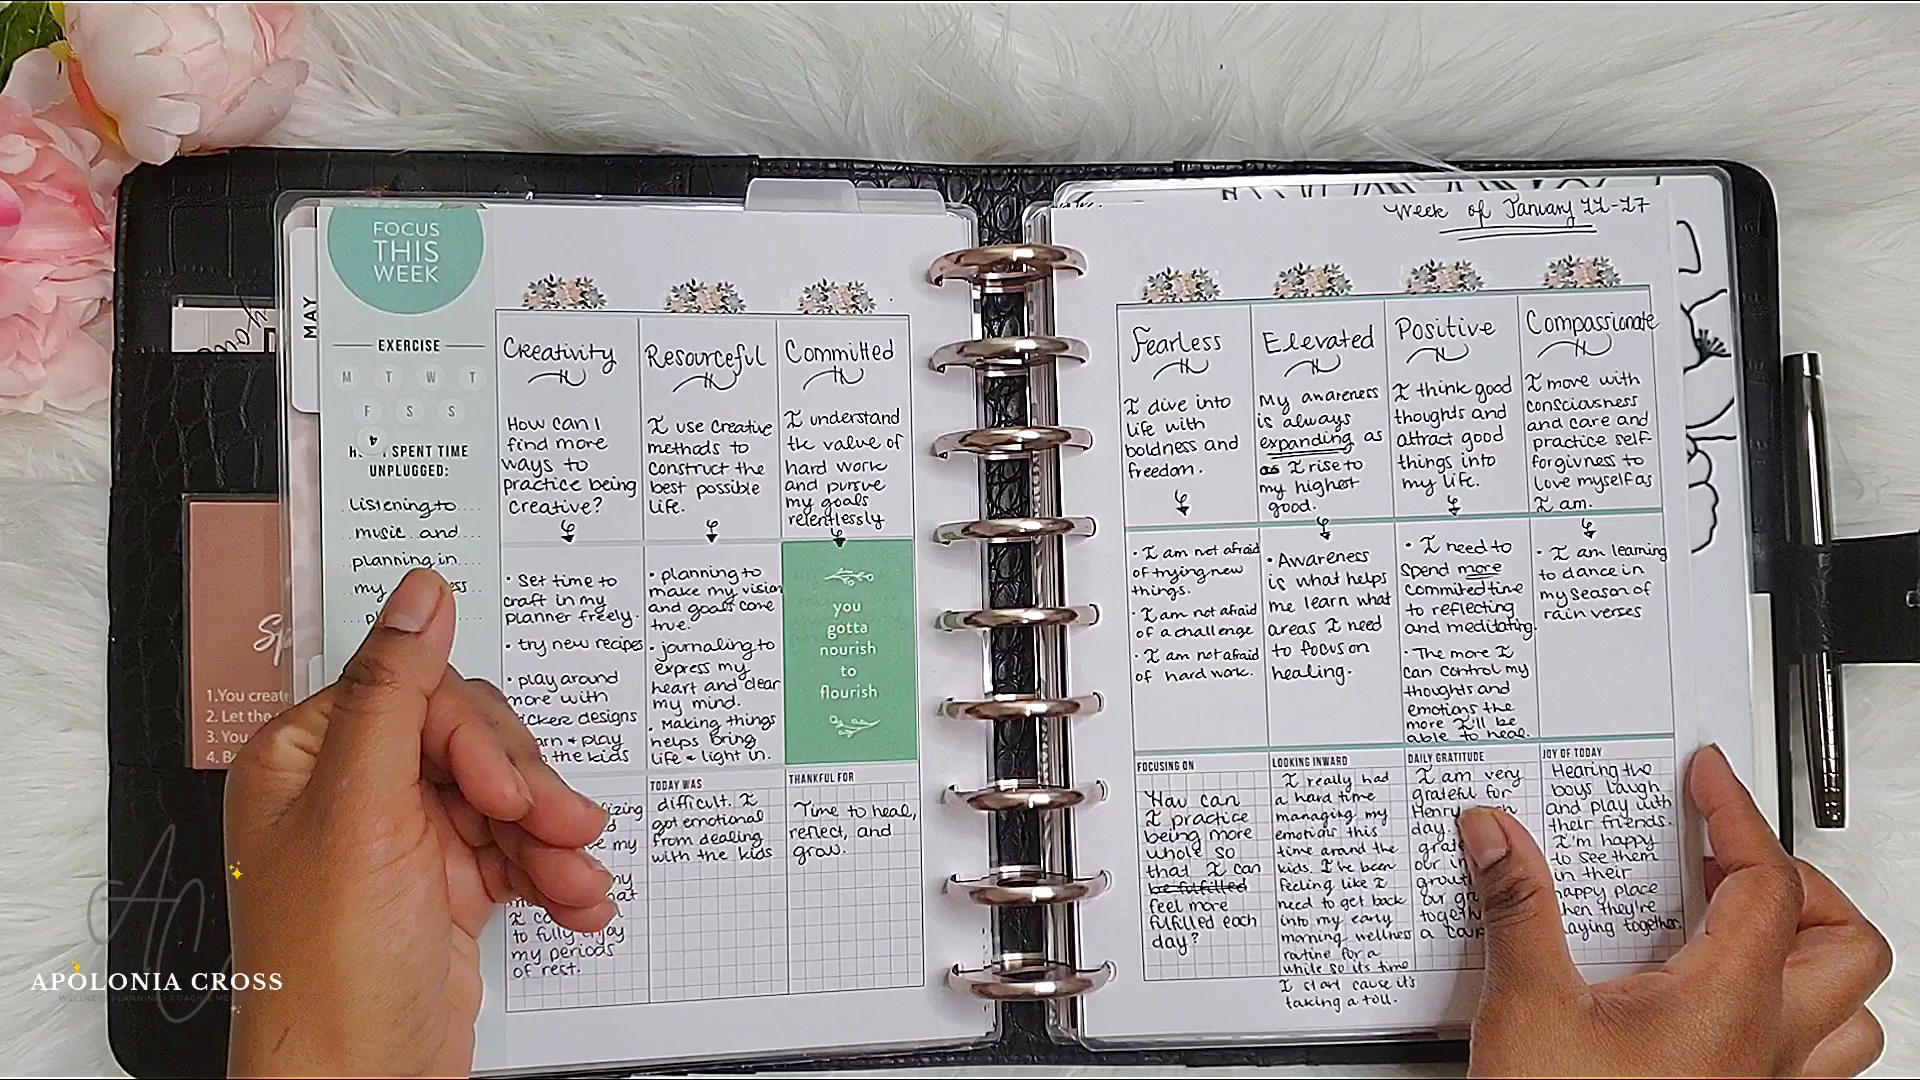 FOCUS
THIS
WEEK
MAY
EXERCISE
M T W T
F S S
SPENT TIME
UNPLUGGED:
Listening to
music and
planning in
my
1. You create
2. Let the
3. You
4.
Creativity
How can I
find more
ways to
practice being
creative?
• Set time to
craft in my
planner freely.
• try new recipes
• play around
more with
designs
+ play
the kids
my
I
to fully enjoy
my periods
of rest.
Resourceful
I use creative
methods to
construct the
best possible
life.
• planning to
make my vision
and goals come
true.
• journaling to
express my
heart and clear
my mind.
• Making things
helps bring
life + light in.
TODAY WAS
difficult. I
got emotional
from dealing
with the kids
Committed
I understand
the value of
hard work
and pursue
my goals
relentlessly
you
gotta
nourish
to
flourish
THANKFUL FOR
Time to heal,
reflect, and
grow.
Week of January 11-17
Fearless
I dive into
life with
boldness and
freedom.
• I am not afraid
of trying new
things.
• I am not afraid
of a challenge
• I am not afraid
of hard work.
FOCUSING ON
How can
I practice
being more
whole so
that I can
be fulfilled
feel more
fulfilled each
day?
Elevated
My awareness
is always
expanding as
as I rise to
my highest
good.
• Awareness
is what helps
me learn what
areas I need
to focus on
healing.
LOOKING INWARD
I really had
a hard time
managing my
emotions this
time around the
kids. I've been
feeling like I
need to get back
into my early
morning wellness
routine for a
while so its time
I start cause it's
taking a toll.
Positive
I think good
thoughts and
attract good
things into
my life.
• I need to
spend more
commited time
to reflecting
and meditating.
• The more I
can control my
thoughts and
emotions the
more I'll be
able to heal.
DAILY GRATITUDE
I am very
grateful for
Henry
day.
our
our
together
a
Compassionate
I move with
consciousness
and care and
practice self-
forgivness to
love myself as
I am.
• I am learning
to dance in
my season of
rain verses
JOY OF TODAY
Hearing the
boys laugh
and play with
their friends.
I'm happy
to see them
in their
happy place
when they're
playing together.
APOLONIA CROSS